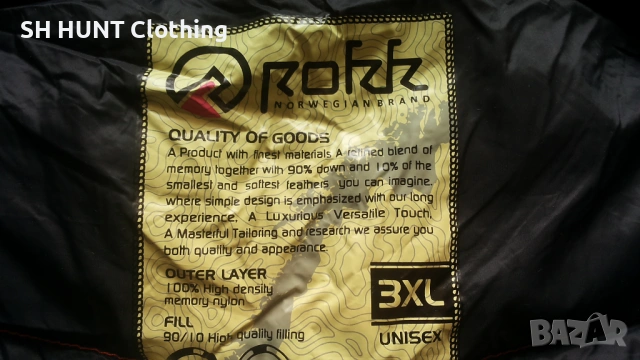 SH HUNT Clothing
ROKK
NORWEGIAN BRAND
QUALITY OF GOODS
A Product with finest materials. A refined blend of
memory together with 90% down and 10% of the
smallest and softest feathers you can imagine.
where simple design is emphasized with our long
experience. A Luxurious Versatile Touch,
A Masterful Tailoring and research we assure you
both quality and appearance.
OUTER LAYER
100% High density
memory nylon
3XL
FILL
90/10 High quality filling
UNISEX
BAZAR
bg